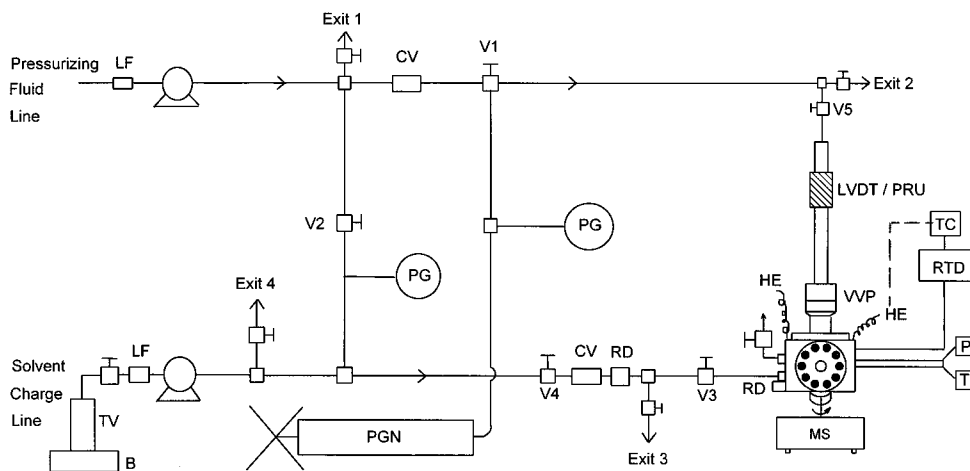 Exit 1
Pressurizing
Fluid
Line
LF
CV
V1
Exit 2
V5
LVDT / PRU
V2
PG
PG
TC
RTD
Exit 4
HE
VVP
HE
Solvent
Charge
Line
LF
TV
B
V4
CV
RD
V3
RD
P
T
PGN
Exit 3
MS